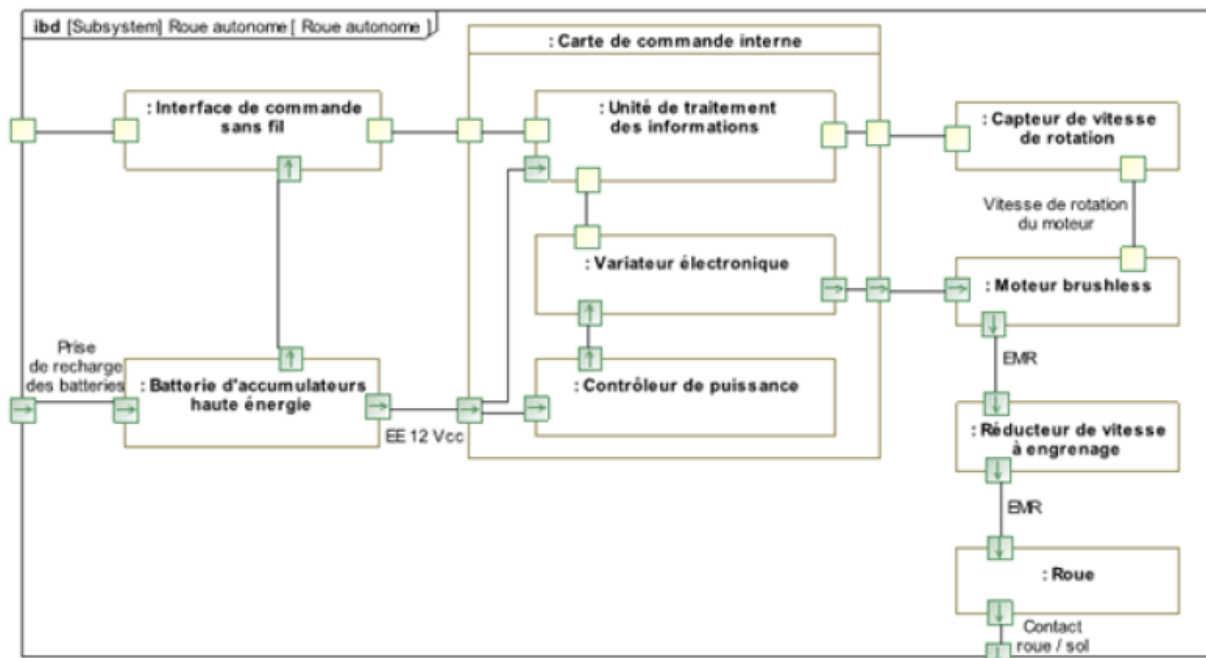 ibd [Subsystem] Roue autonome [ Roue autonome ]
: Carte de commande interne
: Interface de commande
sans fil
: Unité de traitement
des informations
: Capteur de vitesse
de rotation
Vitesse de rotation
du moteur
: Variateur électronique
: Moteur brushless
Prise
de recharge
des batteries
: Batterie d'accumulateurs
haute énergie
EE 12 Vcc
: Contrôleur de puissance
EMR
: Réducteur de vitesse
à engrenage
EMR
: Roue
Contact
roue / sol